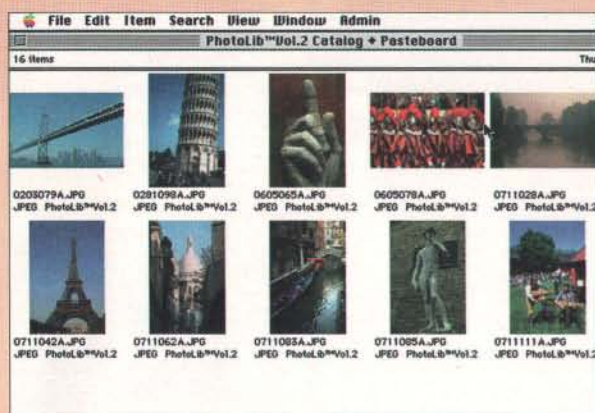 File Edit Item Search View Window Admin
PhotoLib™Vol.2 Catalog ♦ Pasteboard
16 items Thu
0203079A.JPG 0281098A.JPG 0605065A.JPG 0605078A.JPG 0711028A.JPG
JPEG PhotoLib™Vol.2 JPEG PhotoLib™Vol.2 JPEG PhotoLib™Vol.2 JPEG PhotoLib™Vol.2 JPEG PhotoLib™Vol.2
0711042A.JPG 0711062A.JPG 0711083A.JPG 0711085A.JPG 0711111A.JPG
JPEG PhotoLib™Vol.2 JPEG PhotoLib™Vol.2 JPEG PhotoLib™Vol.2 JPEG PhotoLib™Vol.2 JPEG PhotoLib™Vol.2